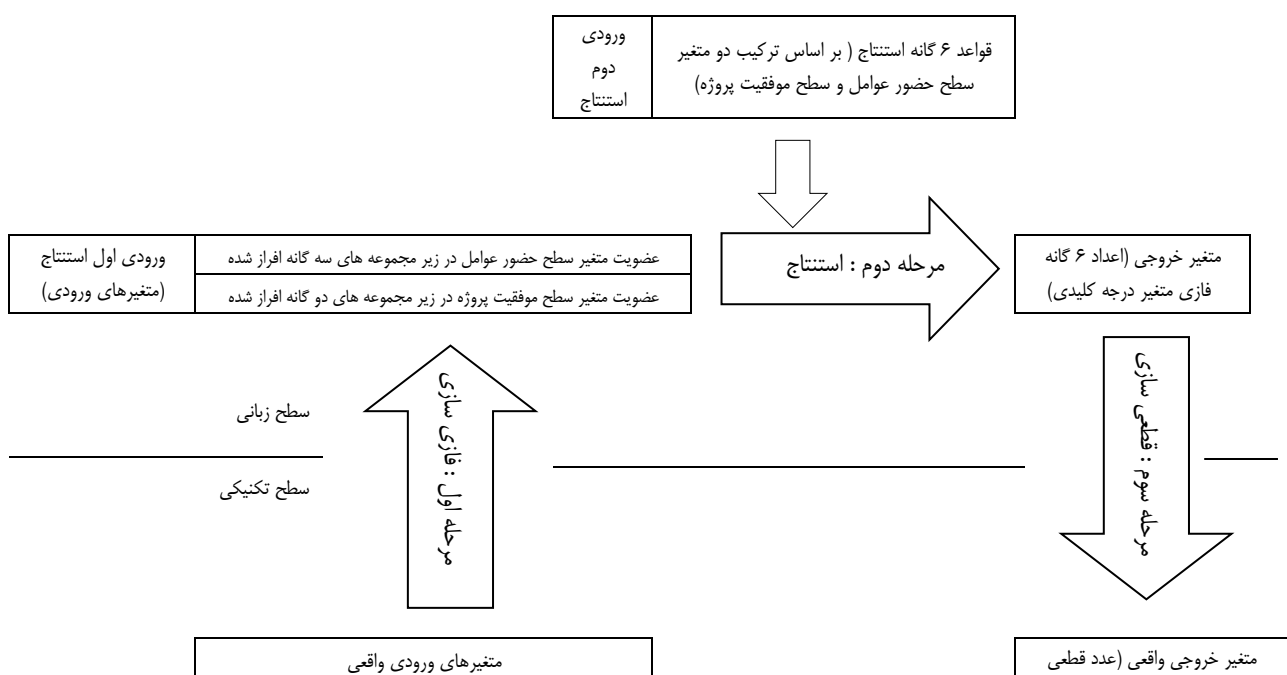 قواعد ۶ گانه استنتاج ( بر اساس ترکیب دو متغیر
سطح حضور عوامل و سطح موفقیت پروژه)
ورودی
دوم
استنتاج
متغیر خروجی (اعداد ۶ گانه
فازی متغیر درجه کلیدی)
مرحله دوم : استنتاج
عضویت متغیر سطح حضور عوامل در زیر مجموعه های سه گانه افراز شده
عضویت متغیر سطح موفقیت پروژه در زیر مجموعه های دو گانه افراز شده
ورودی اول استنتاج
(متغیرهای ورودی)
مرحله سوم : قطعی سازی
مرحله اول : فازی سازی
سطح زبانی
سطح تکنیکی
متغیر خروجی واقعی (عدد قطعی
متغیرهای ورودی واقعی